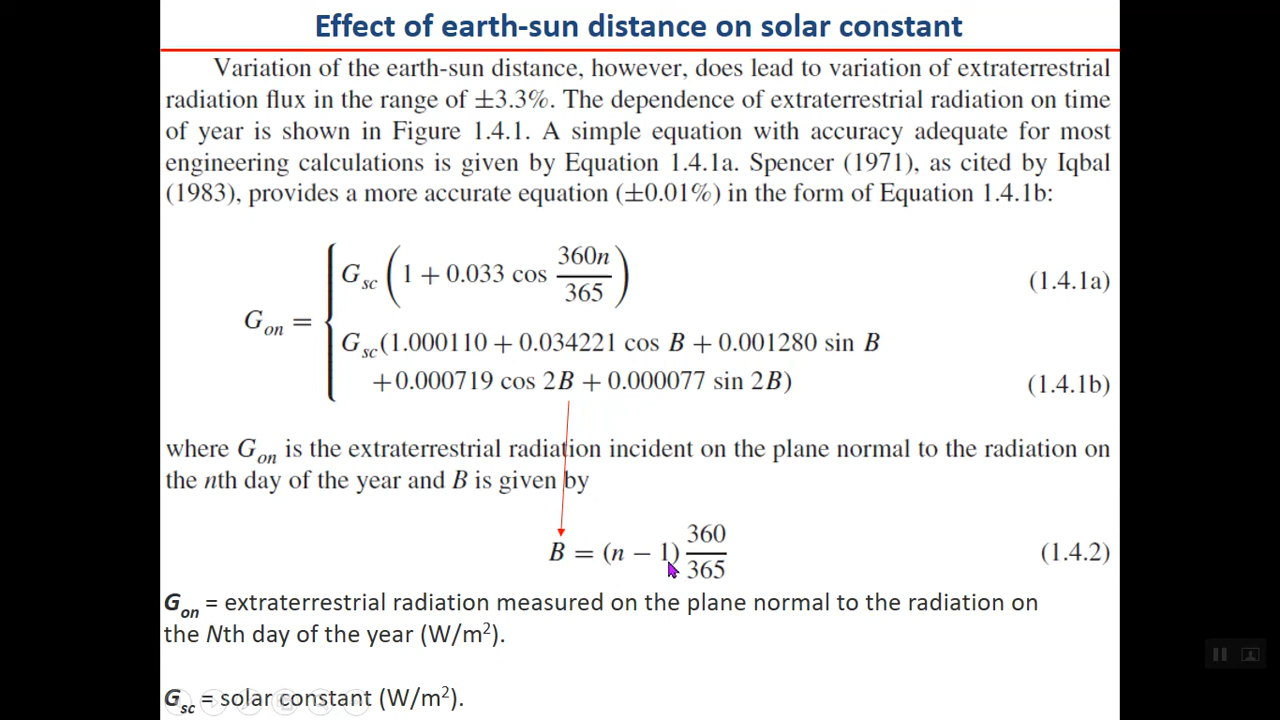 Effect of earth-sun distance on solar constant
Variation of the earth-sun distance, however, does lead to variation of extraterrestrial
radiation flux in the range of ±3.3%. The dependence of extraterrestrial radiation on time
of year is shown in Figure 1.4.1. A simple equation with accuracy adequate for most
engineering calculations is given by Equation 1.4.1a. Spencer (1971), as cited by Iqbal
(1983), provides a more accurate equation (±0.01%) in the form of Equation 1.4.1b:
G_on = { G_sc (1 + 0.033 cos 360n/365) (1.4.1a)
G_sc(1.000110 + 0.034221 cos B + 0.001280 sin B
+0.000719 cos 2B + 0.000077 sin 2B) (1.4.1b)
where G_on is the extraterrestrial radiation incident on the plane normal to the radiation on
the nth day of the year and B is given by
B = (n − 1) 360/365 (1.4.2)
G_on = extraterrestrial radiation measured on the plane normal to the radiation on
the Nth day of the year (W/m²).
G_sc = solar constant (W/m²).